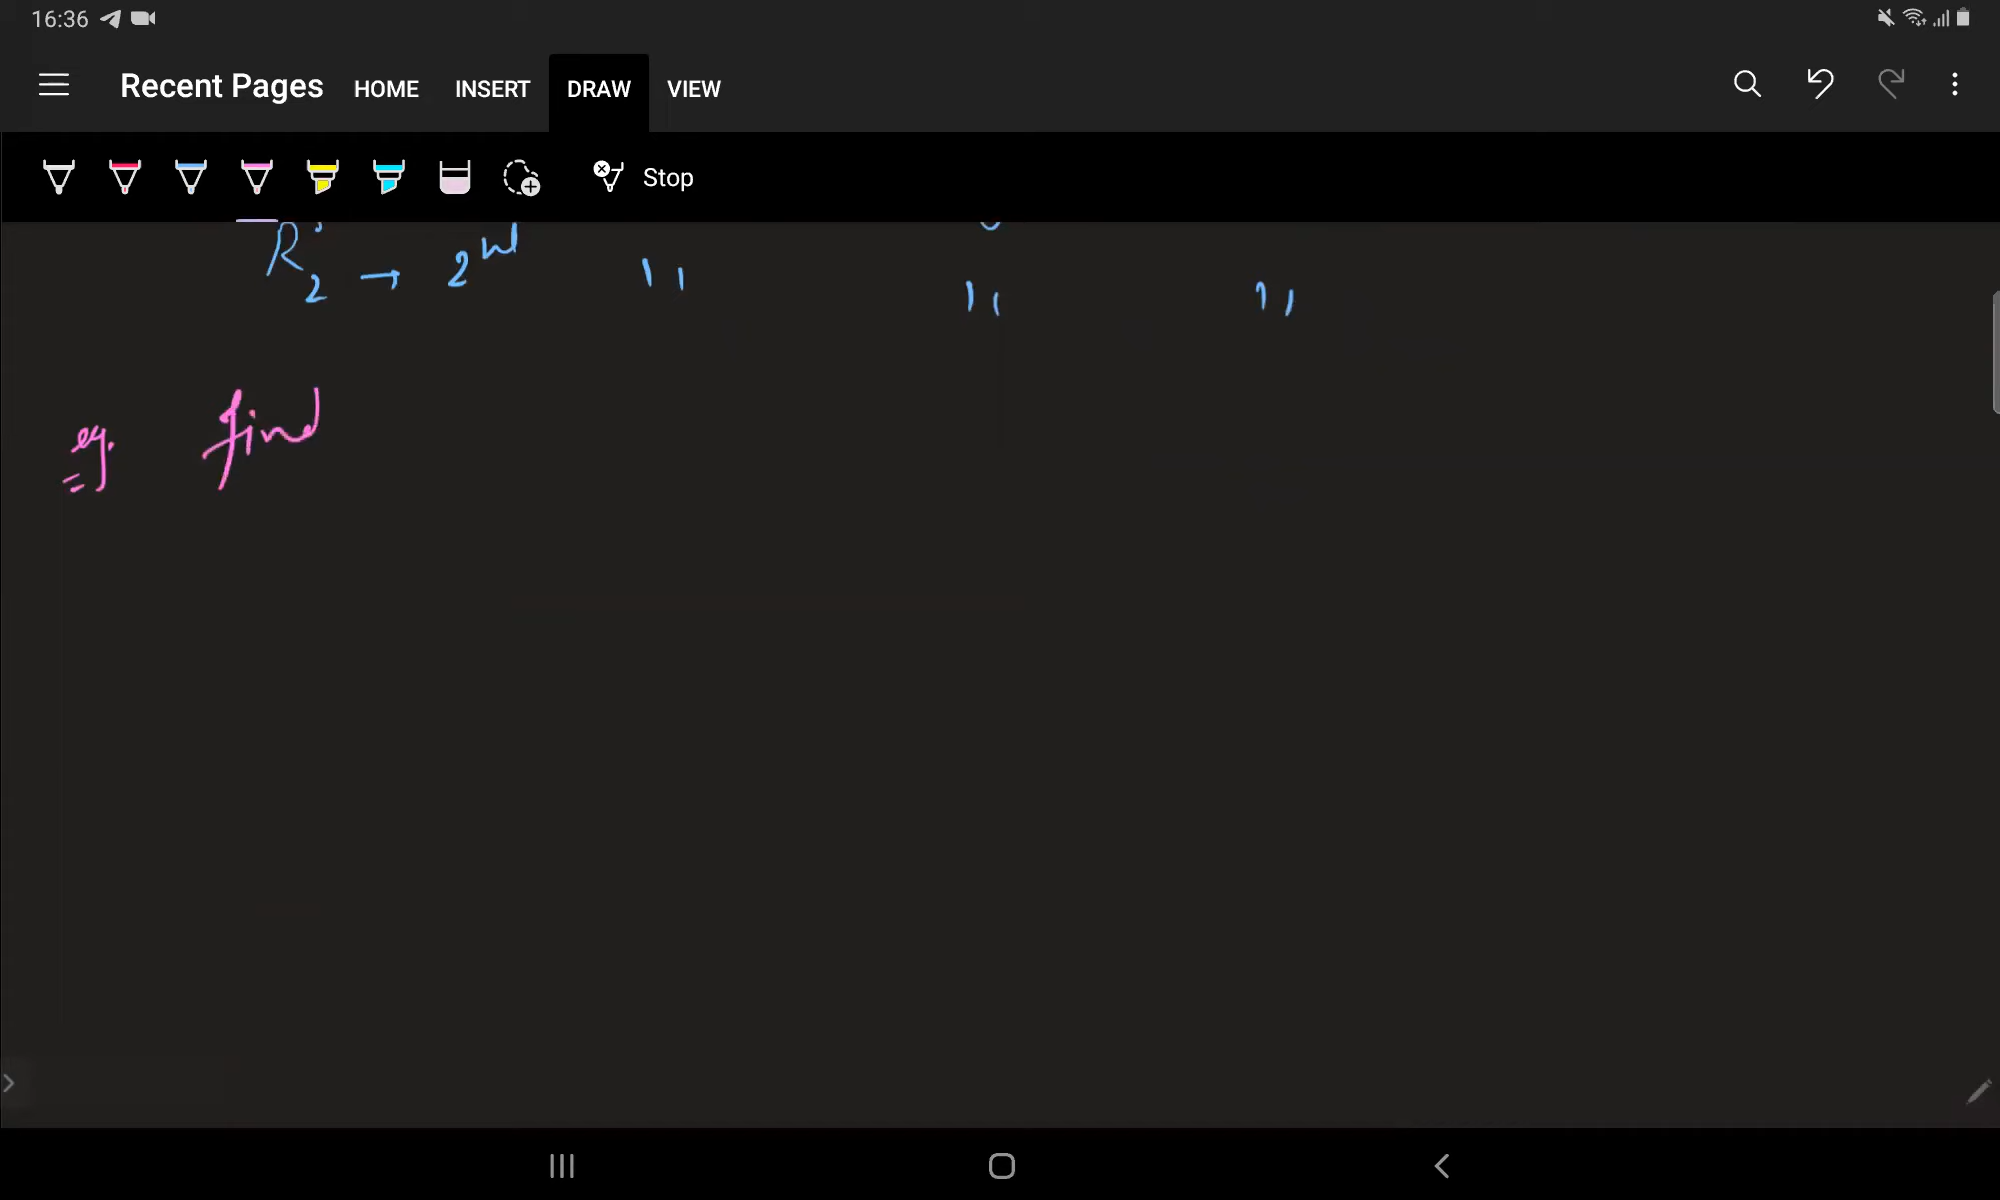 16:36
Recent Pages HOME INSERT DRAW VIEW
Stop
R₂ → 2nd " " "
eg. find